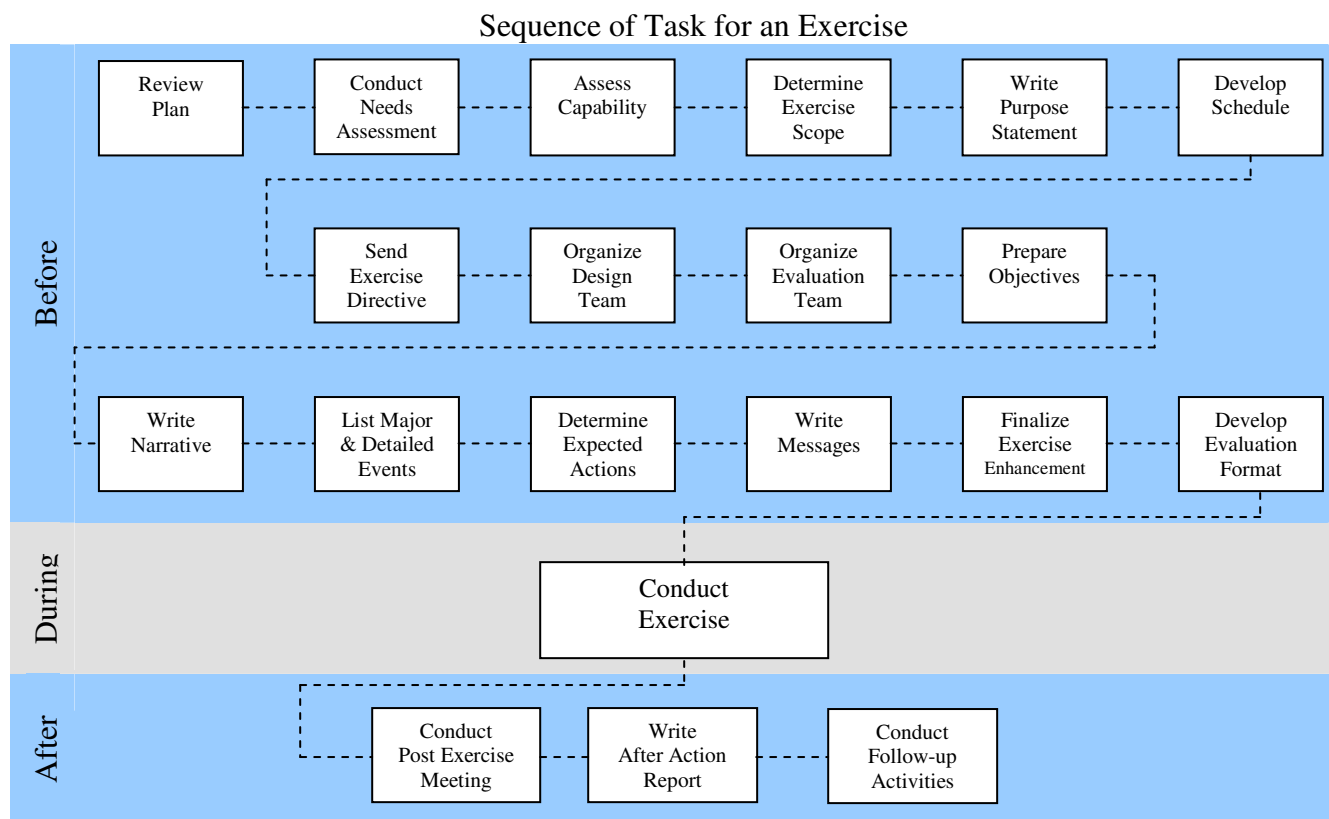 Sequence of Task for an Exercise
Before
Review
Plan
Conduct
Needs
Assessment
Assess
Capability
Determine
Exercise
Scope
Write
Purpose
Statement
Develop
Schedule
Send
Exercise
Directive
Organize
Design
Team
Organize
Evaluation
Team
Prepare
Objectives
Write
Narrative
List Major
& Detailed
Events
Determine
Expected
Actions
Write
Messages
Finalize
Exercise
Enhancement
Develop
Evaluation
Format
During
Conduct
Exercise
After
Conduct
Post Exercise
Meeting
Write
After Action
Report
Conduct
Follow-up
Activities